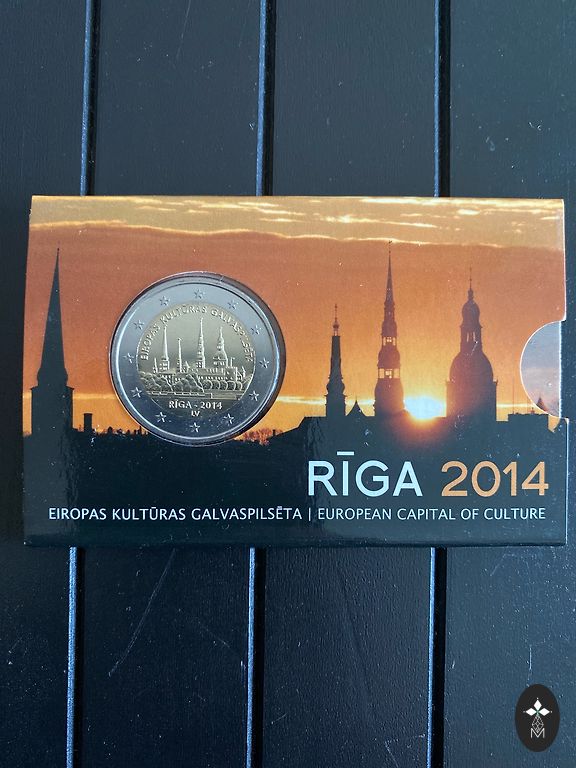 EIROPAS KULTŪRAS GALVASPILSĒTA
RĪGA - 2014
LV
RĪGA 2014
EIROPAS KULTŪRAS GALVASPILSĒTA | EUROPEAN CAPITAL OF CULTURE
M